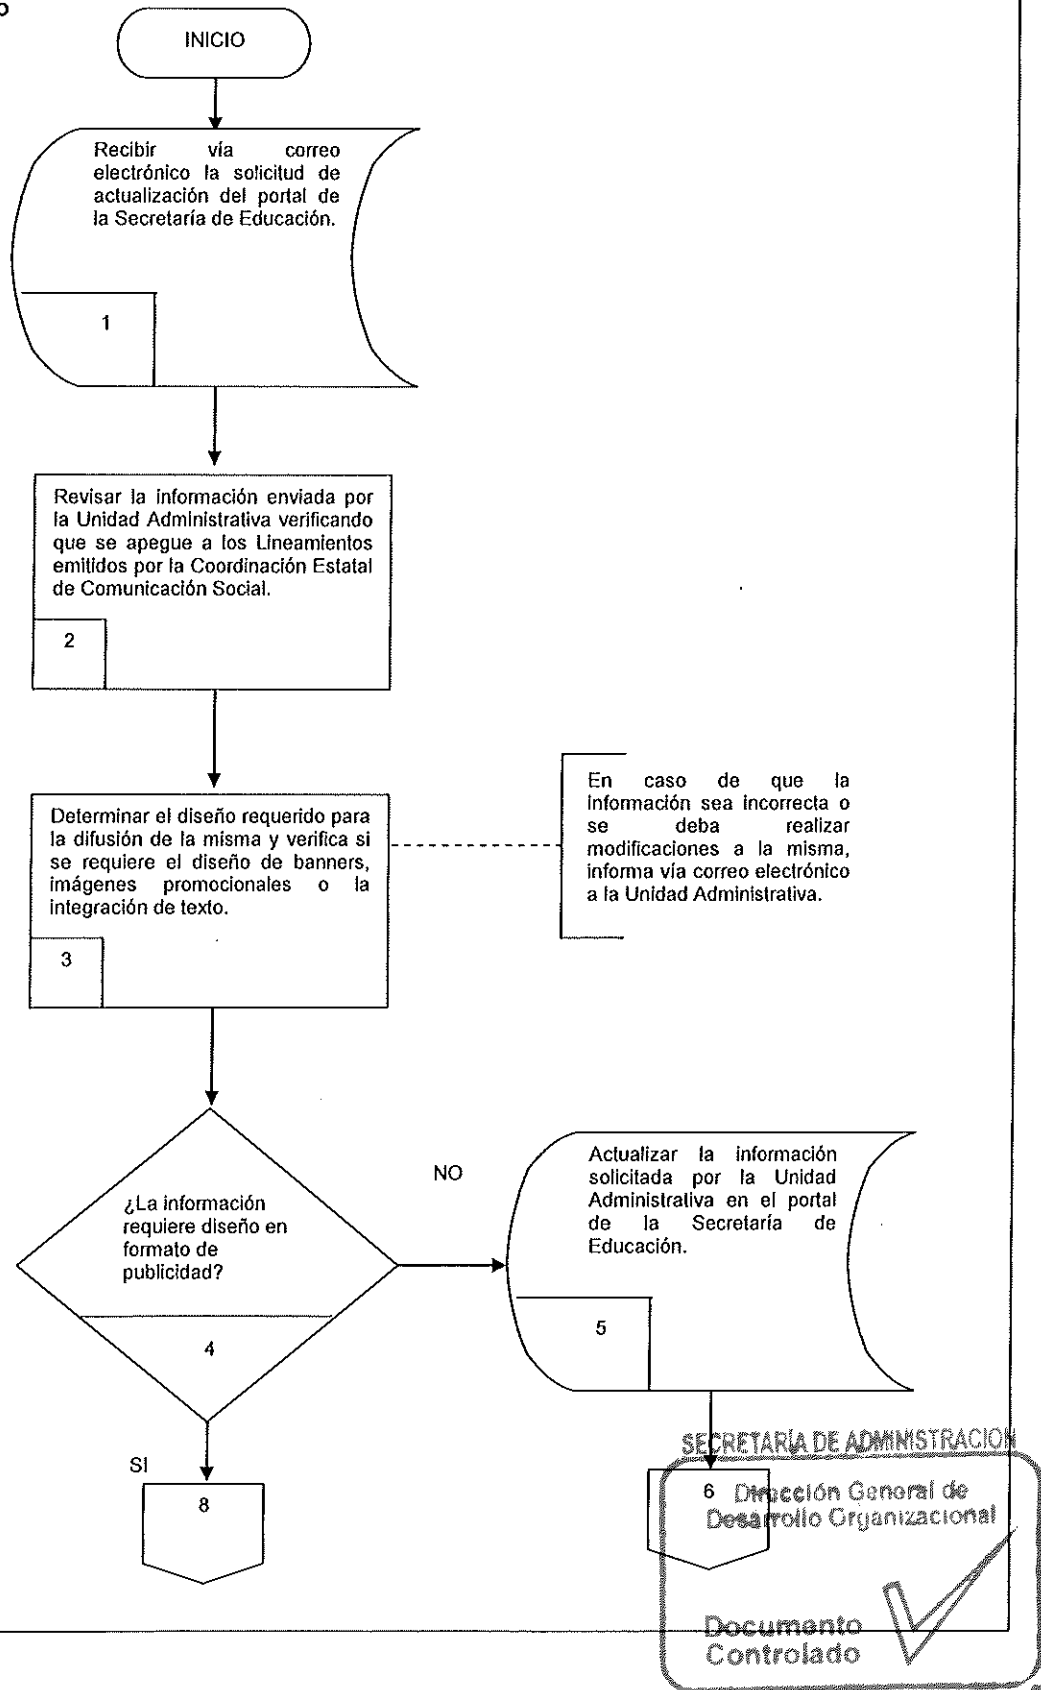 o
INICIO
Recibir vía correo
electrónico la solicitud de
actualización del portal de
la Secretaría de Educación.
1
Revisar la información enviada por
la Unidad Administrativa verificando
que se apegue a los Lineamientos
emitidos por la Coordinación Estatal
de Comunicación Social.
2
Determinar el diseño requerido para
la difusión de la misma y verifica si
se requiere el diseño de banners,
imágenes promocionales o la
integración de texto.
3
En caso de que la
información sea incorrecta o
se deba realizar
modificaciones a la misma,
informa vía correo electrónico
a la Unidad Administrativa.
¿La información
requiere diseño en
formato de
publicidad?
4
NO
Actualizar la información
solicitada por la Unidad
Administrativa en el portal
de la Secretaría de
Educación.
5
SI
8
6
SECRETARÍA DE ADMINISTRACION
Dirección General de
Desarrollo Organizacional
Documento
Controlado